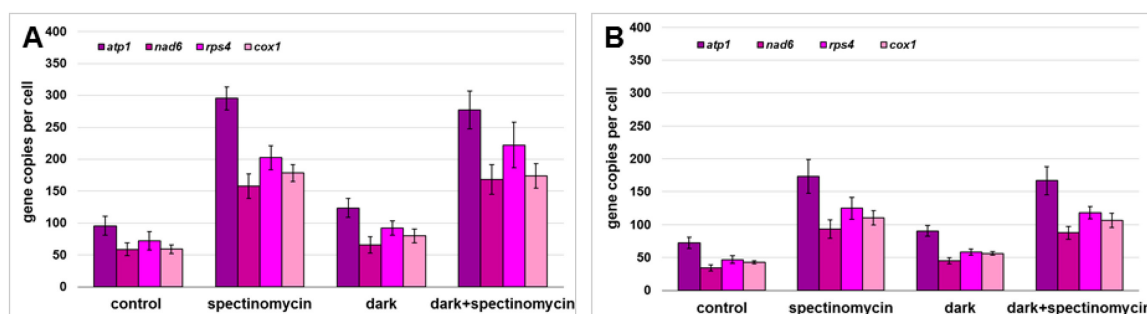 A
atp1 nad6 rps4 cox1
gene copies per cell
400
350
300
250
200
150
100
50
0
control spectinomycin dark dark+spectinomycin
B
atp1 nad6 rps4 cox1
gene copies per cell
400
350
300
250
200
150
100
50
0
control spectinomycin dark dark+spectinomycin